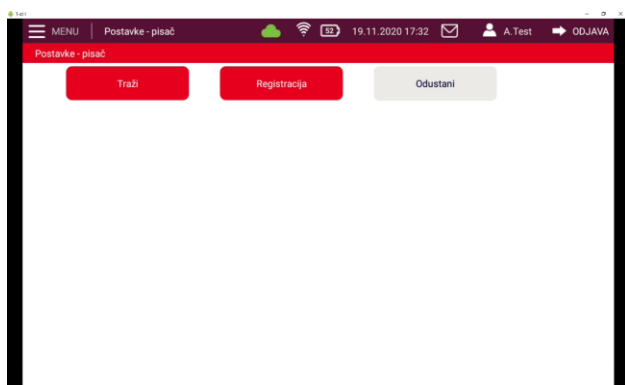 MENU Postavke - pisač 52 19.11.2020 17:32 A.Test ODJAVA
Postavke - pisač
Traži Registracija Odustani